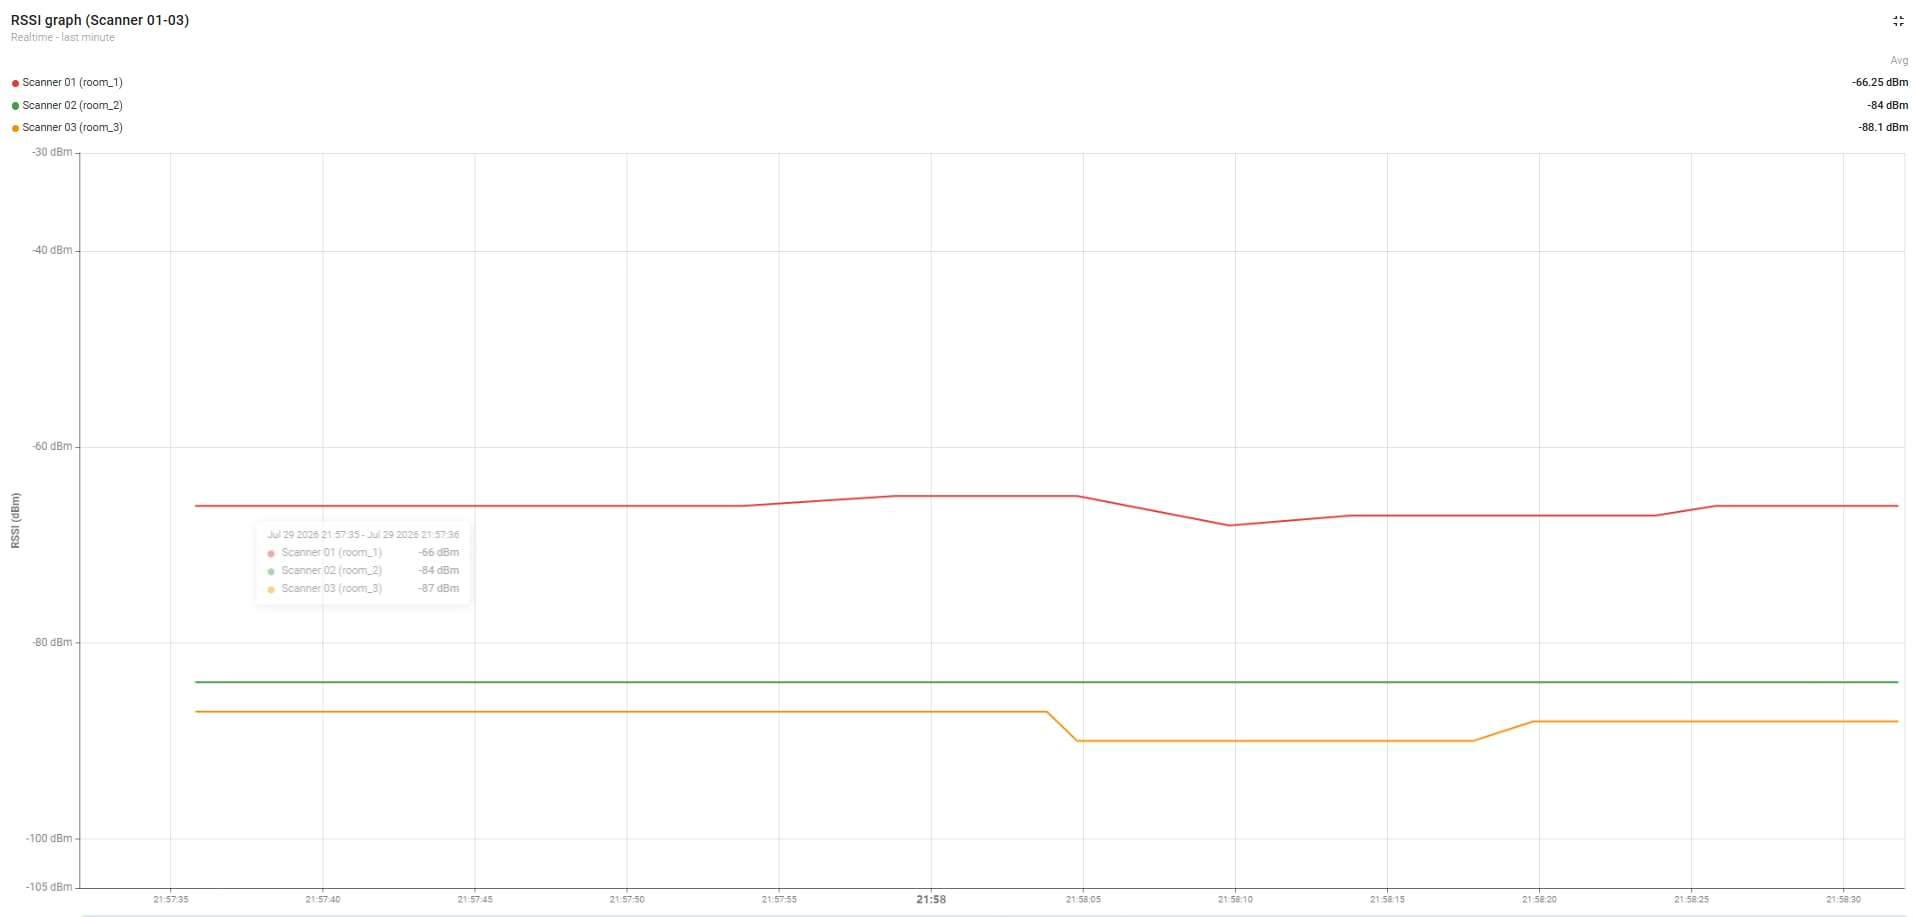 RSSI graph (Scanner 01-03)
Realtime - last minute
Avg
Scanner 01 (room_1) -66.25 dBm
Scanner 02 (room_2) -84 dBm
Scanner 03 (room_3) -88.1 dBm
-30 dBm
-40 dBm
-60 dBm
-80 dBm
-100 dBm
-105 dBm
RSSI (dBm)
Jul 29 2026 21:57:35 - Jul 29 2026 21:57:36
Scanner 01 (room_1) -66 dBm
Scanner 02 (room_2) -84 dBm
Scanner 03 (room_3) -87 dBm
21:57:35 21:57:40 21:57:45 21:57:50 21:57:55 21:58 21:58:05 21:58:10 21:58:15 21:58:20 21:58:25 21:58:30